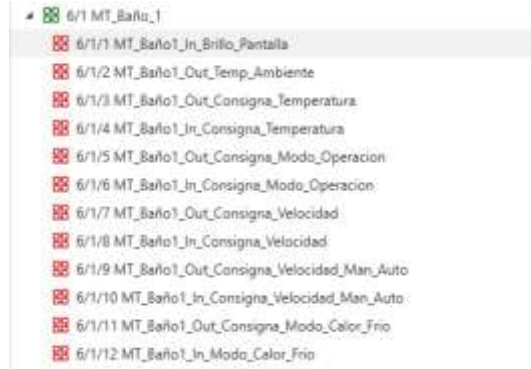 6/1 MT_Baño_1
6/1/1 MT_Baño1_In_Brillo_Pantalla
6/1/2 MT_Baño1_Out_Temp_Ambiente
6/1/3 MT_Baño1_Out_Consigna_Temperatura
6/1/4 MT_Baño1_In_Consigna_Temperatura
6/1/5 MT_Baño1_Out_Consigna_Modo_Operacion
6/1/6 MT_Baño1_In_Consigna_Modo_Operacion
6/1/7 MT_Baño1_Out_Consigna_Velocidad
6/1/8 MT_Baño1_In_Consigna_Velocidad
6/1/9 MT_Baño1_Out_Consigna_Velocidad_Man_Auto
6/1/10 MT_Baño1_In_Consigna_Velocidad_Man_Auto
6/1/11 MT_Baño1_Out_Consigna_Modo_Calor_Frio
6/1/12 MT_Baño1_In_Modo_Calor_Frio